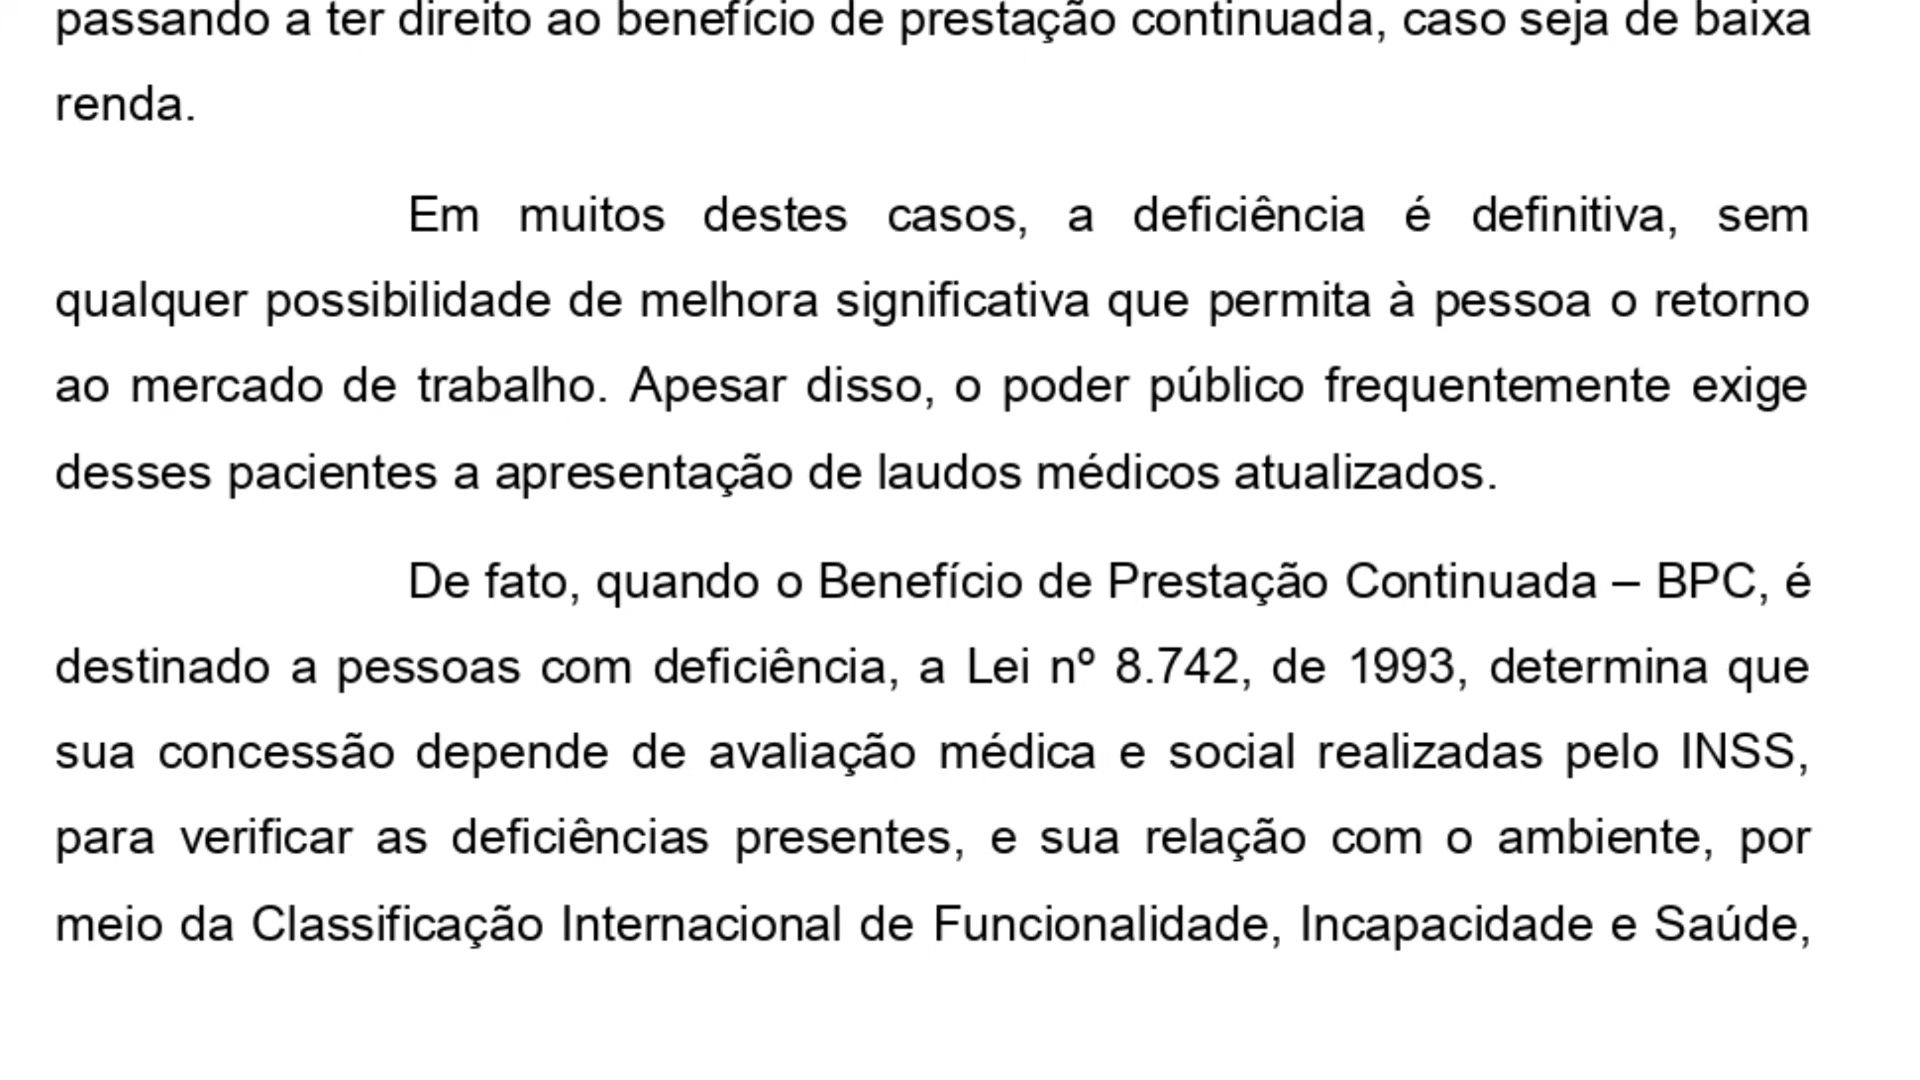 passando a ter direito ao benefício de prestação continuada, caso seja de baixa
renda.
Em muitos destes casos, a deficiência é definitiva, sem
qualquer possibilidade de melhora significativa que permita à pessoa o retorno
ao mercado de trabalho. Apesar disso, o poder público frequentemente exige
desses pacientes a apresentação de laudos médicos atualizados.
De fato, quando o Benefício de Prestação Continuada – BPC, é
destinado a pessoas com deficiência, a Lei nº 8.742, de 1993, determina que
sua concessão depende de avaliação médica e social realizadas pelo INSS,
para verificar as deficiências presentes, e sua relação com o ambiente, por
meio da Classificação Internacional de Funcionalidade, Incapacidade e Saúde,